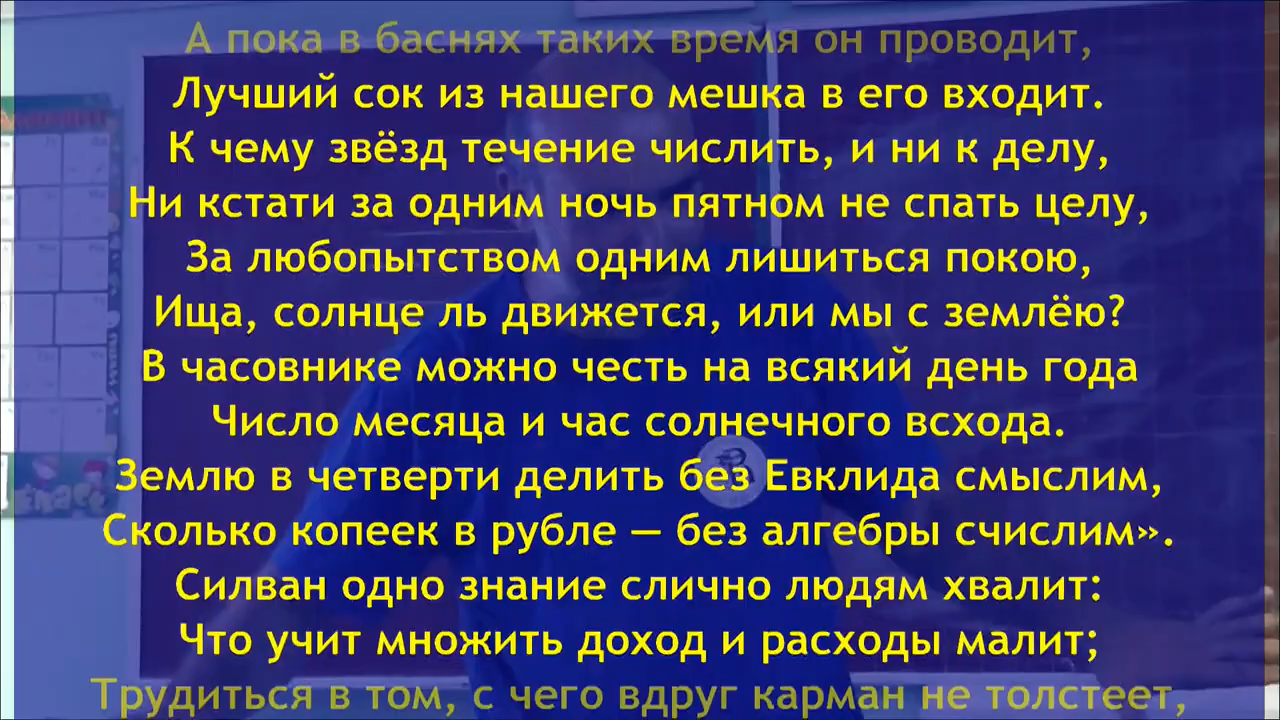 А пока в баснях таких время он проводит,
Лучший сок из нашего мешка в его входит.
К чему звёзд течение числить, и ни к делу,
Ни кстати за одним ночь пятном не спать целу,
За любопытством одним лишиться покою,
Ища, солнце ль движется, или мы с землёю?
В часовнике можно честь на всякий день года
Число месяца и час солнечного всхода.
Землю в четверти делить без Евклида смыслим,
Сколько копеек в рубле — без алгебры счислим».
Силван одно знание слично людям хвалит:
Что учит множить доход и расходы малит;
Трудиться в том, с чего вдруг карман не толстеет,